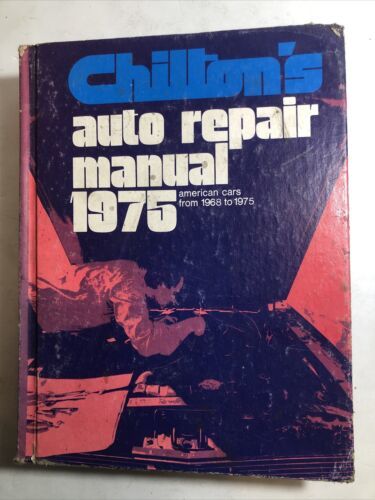 Chilton's
auto repair
manual
1975
american cars
from 1968 to 1975